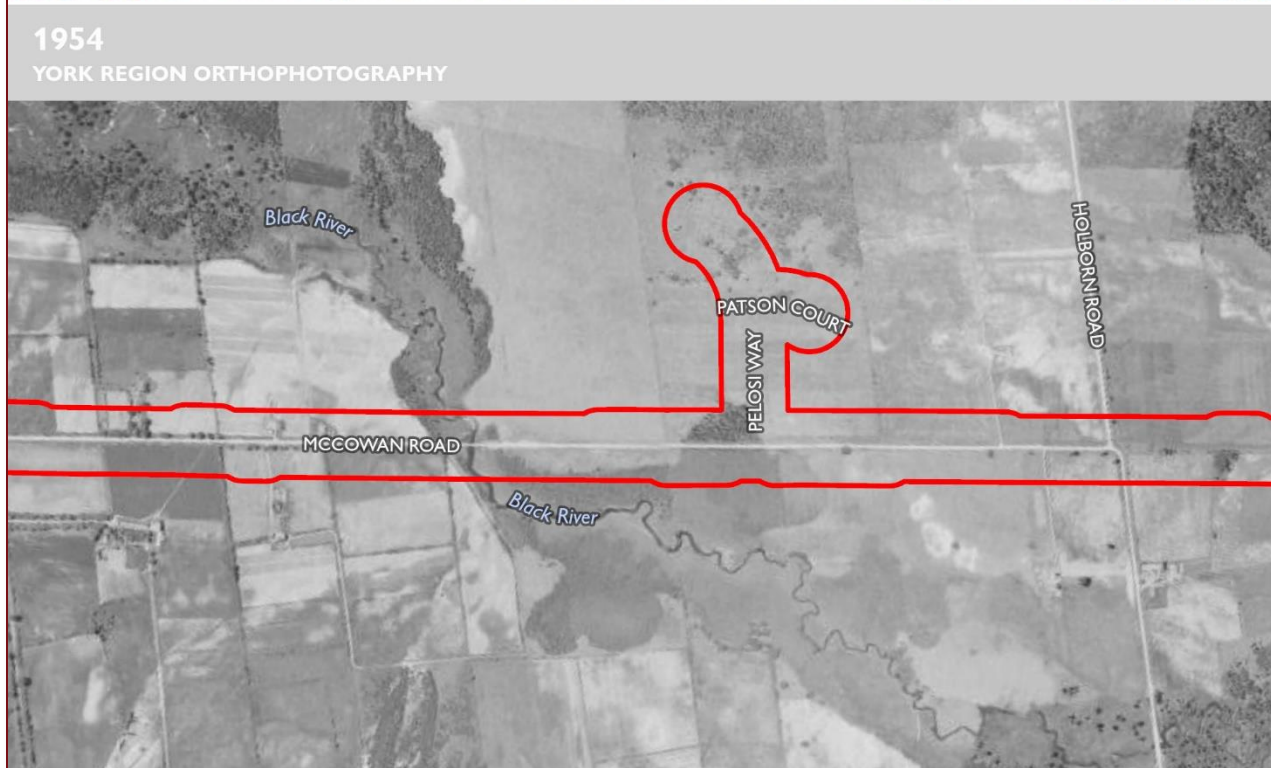 1954
YORK REGION ORTHOPHOTOGRAPHY
Black River
HOLBORN ROAD
PATSON COURT
PELOSI WAY
MCCOWAN ROAD
Black River